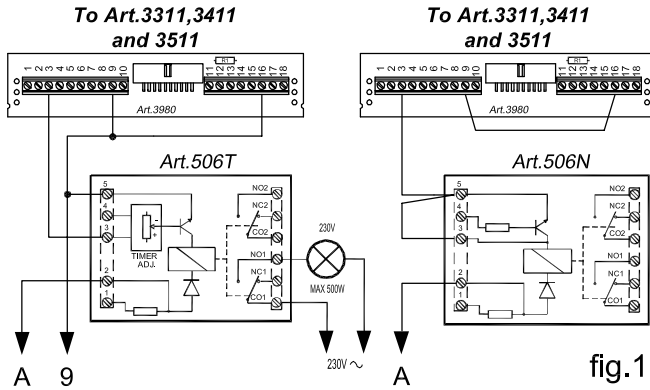 To Art.3311,3411
and 3511
1 2 3 4 5 6 7 8 9 10
R1
11 12 13 14 15 16 17 18
Art.3980
Art.506T
5
4
3
2
1
TIMER
ADJ.
-
+
NO2
NC2
CO2
NO1
NC1
CO1
230V
MAX 500W
230V ~
A 9
To Art.3311,3411
and 3511
1 2 3 4 5 6 7 8 9 10
R1
11 12 13 14 15 16 17 18
Art.3980
Art.506N
5
4
3
2
1
NO2
NC2
CO2
NO1
NC1
CO1
A
fig.1